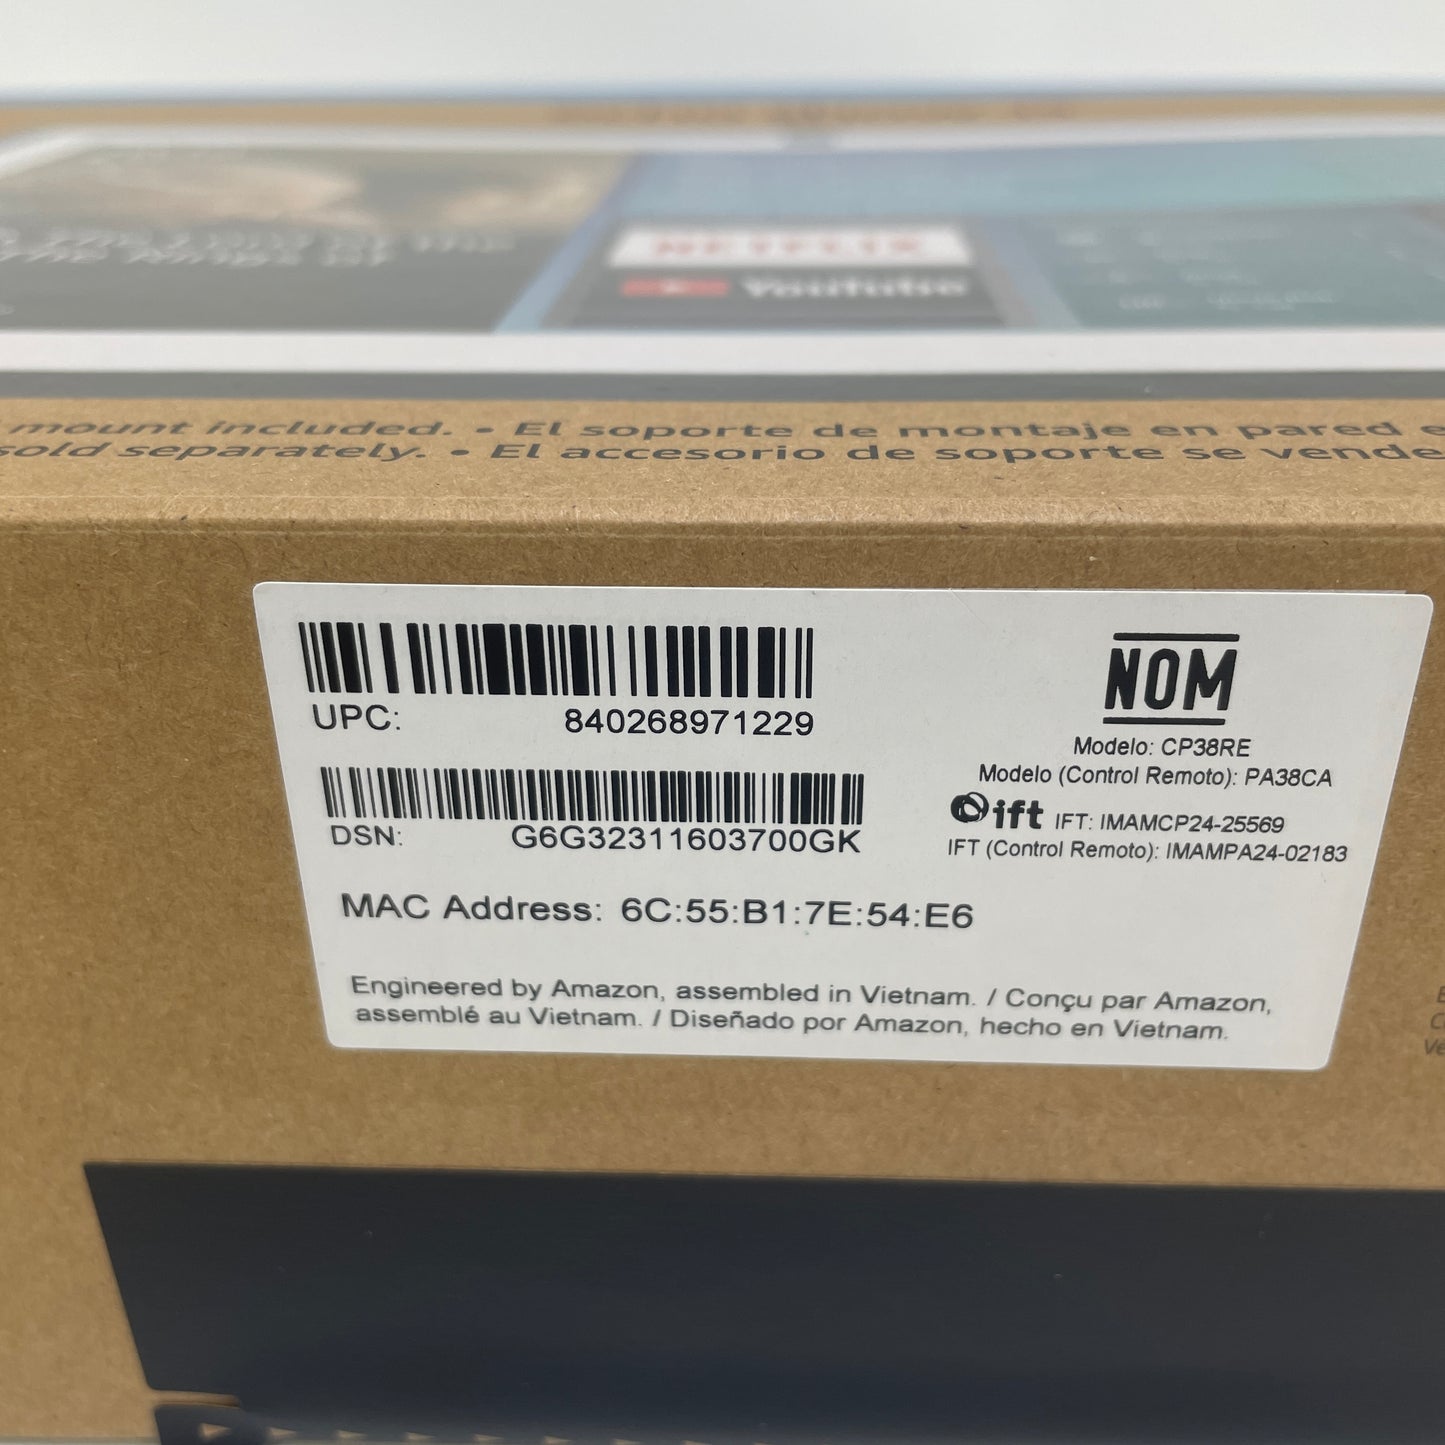 NETFLIX
YouTube
mount included. • El soporte de montaje en pared
sold separately. • El accesorio de soporte se vende
UPC: 840268971229
NOM
Modelo: CP38RE
Modelo (Control Remoto): PA38CA
DSN: G6G32311603700GK
ift IFT: IMAMCP24-25569
IFT (Control Remoto): IMAMPA24-02183
MAC Address: 6C:55:B1:7E:54:E6
Engineered by Amazon, assembled in Vietnam. / Conçu par Amazon,
assemblé au Vietnam. / Diseñado por Amazon, hecho en Vietnam.